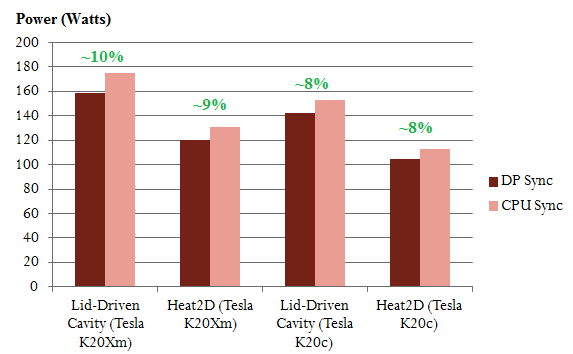 Power (Watts)
200
180
160
140
120
100
80
60
40
20
0
~10%
~9%
~8%
~8%
Lid-Driven
Cavity (Tesla
K20Xm)
Heat2D (Tesla
K20Xm)
Lid-Driven
Cavity (Tesla
K20c)
Heat2D (Tesla
K20c)
DP Sync
CPU Sync